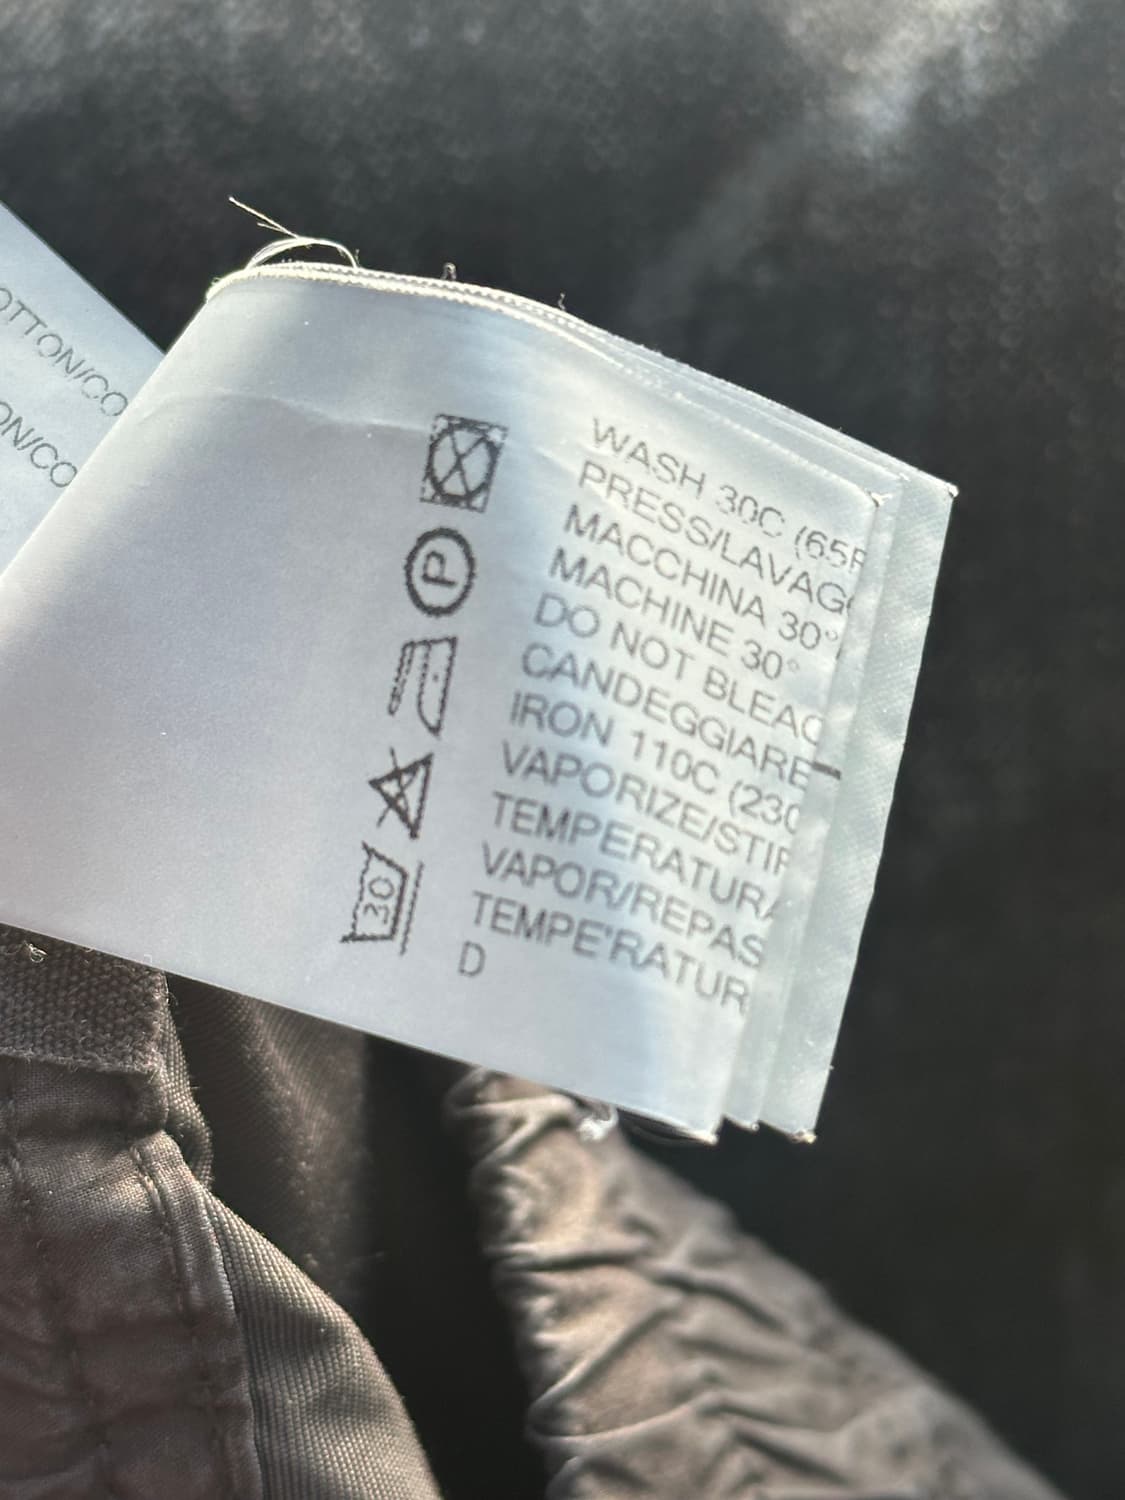 OTTON/CO
ON/CO
WASH 30C (65F
PRESS/LAVAG
MACCHINA 30°
MACHINE 30°
DO NOT BLEAC
CANDEGGIARE
IRON 110C (230
VAPORIZE/STIR
TEMPERATURA
VAPOR/REPAS
TEMPE'RATUR
D
P
30